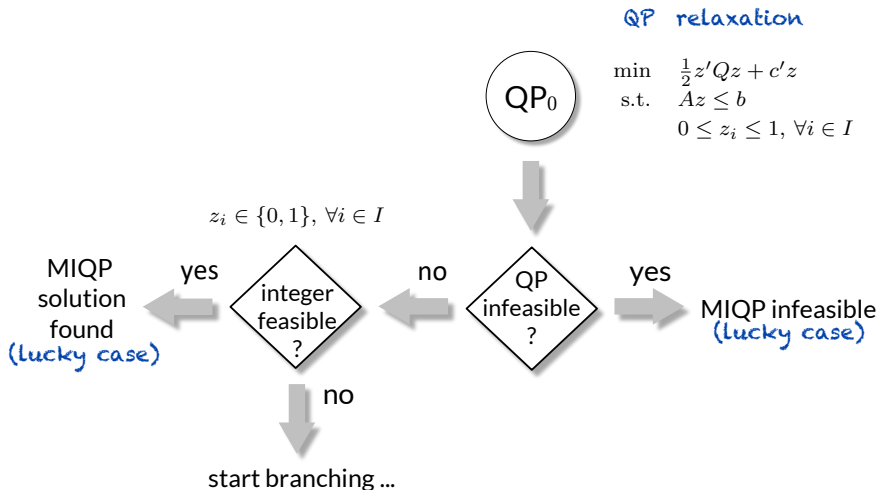 QP relaxation
QP₀
min ½z'Qz + c'z
s.t. Az ≤ b
0 ≤ zᵢ ≤ 1, ∀i ∈ I
zᵢ ∈ {0, 1}, ∀i ∈ I
MIQP
solution
found
(lucky case)
yes
integer
feasible
?
no
QP
infeasible
?
yes
MIQP infeasible
(lucky case)
no
start branching ...